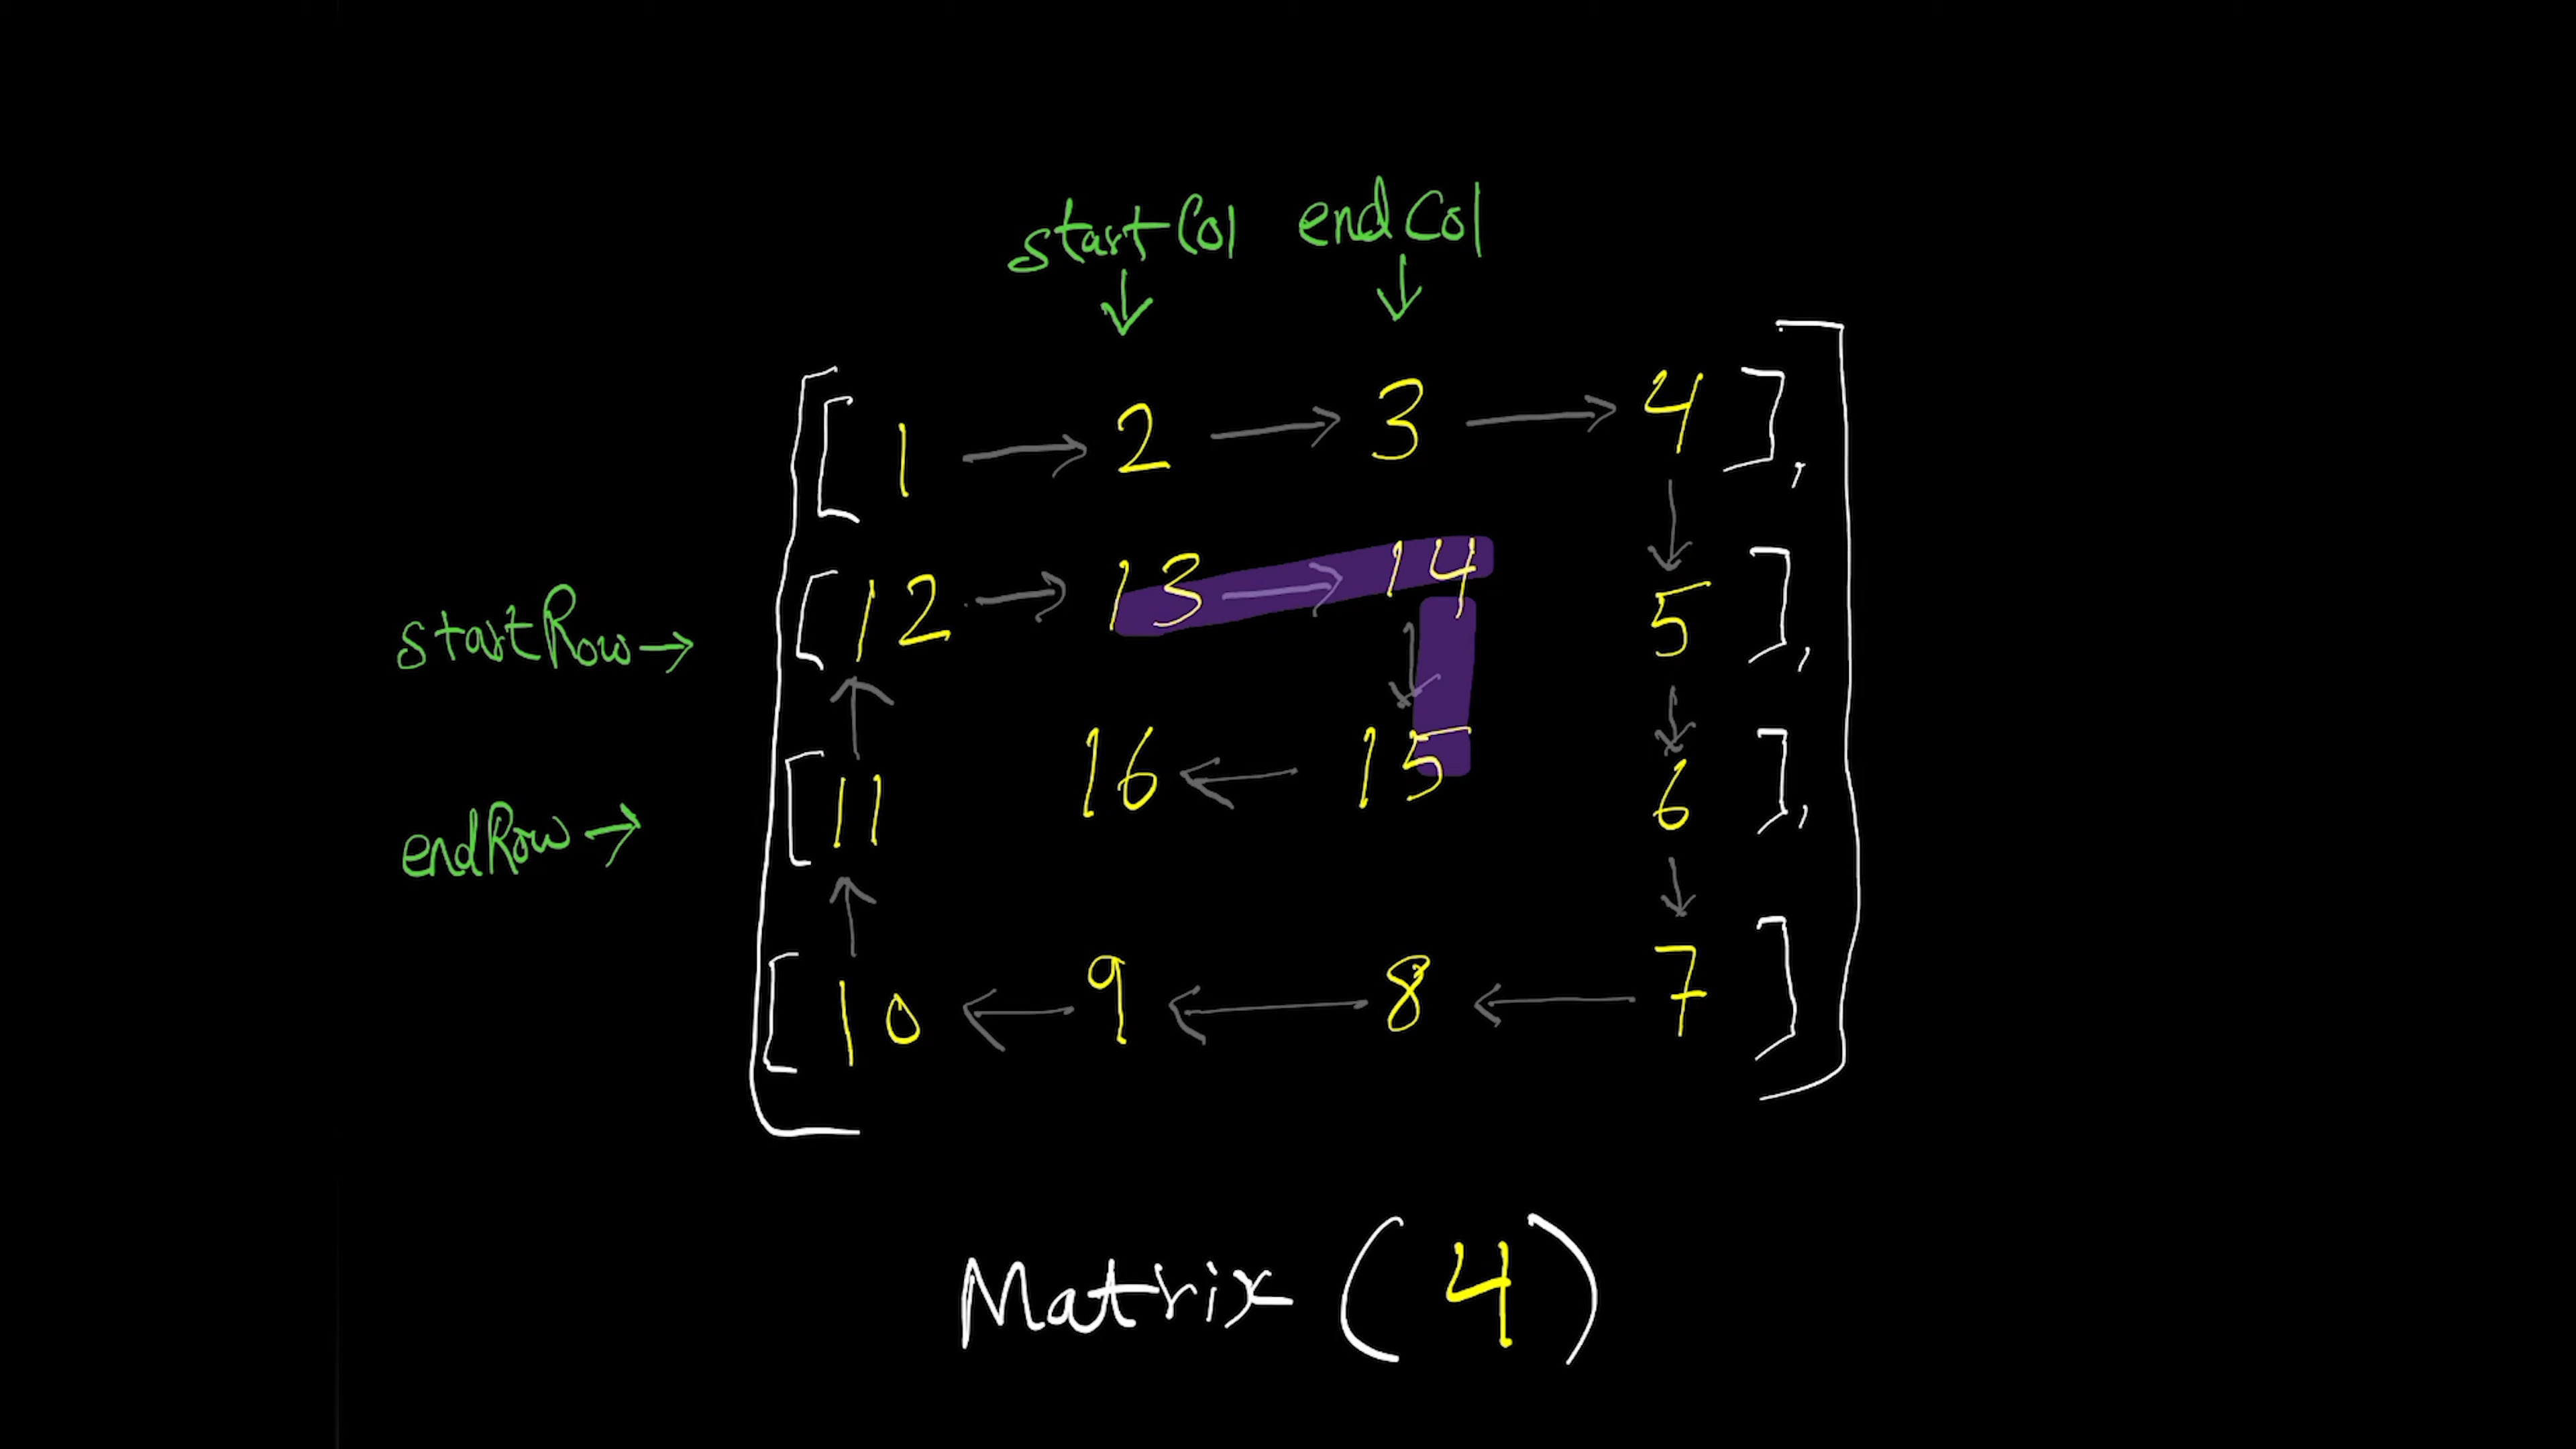 startCol endCol
↓ ↓
[[1 → 2 → 3 → 4],
↓
startRow → [12 → 13 → 14 5],
↑ ↓ ↓
endRow → [11 16 ← 15 6],
↑ ↓
[10 ← 9 ← 8 ← 7]]
Matrix (4)